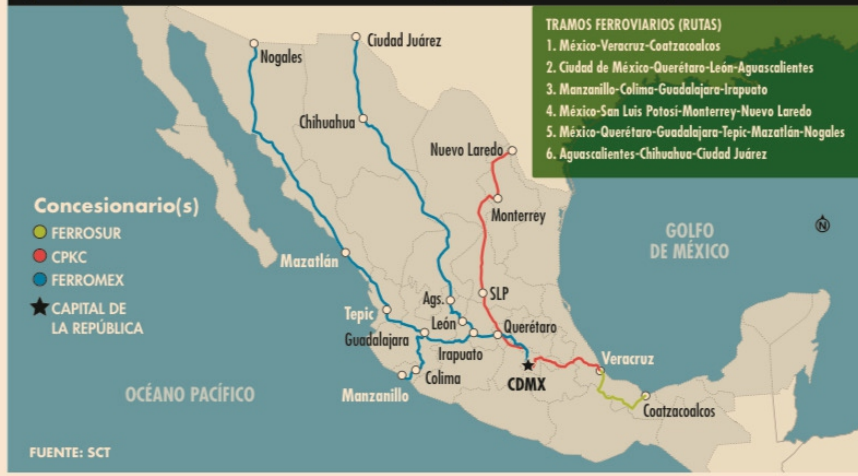 TRAMOS FERROVIARIOS (RUTAS)
1. México-Veracruz-Coatzacoalcos
2. Ciudad de México-Querétaro-León-Aguascalientes
3. Manzanillo-Colima-Guadalajara-Irapuato
4. México-San Luis Potosí-Monterrey-Nuevo Laredo
5. México-Querétaro-Guadalajara-Tepic-Mazatlán-Nogales
6. Aguascalientes-Chihuahua-Ciudad Juárez
Ciudad Juárez
Nogales
Chihuahua
Nuevo Laredo
Monterrey
Concesionario(s)
FERROSUR
CPKC
FERROMEX
CAPITAL DE
LA REPÚBLICA
GOLFO
DE MÉXICO
N
Mazatlán
SLP
Ags.
Tepic
León
Querétaro
Guadalajara
Irapuato
Veracruz
Colima
CDMX
Manzanillo
OCÉANO PACÍFICO
Coatzacoalcos
FUENTE: SCT